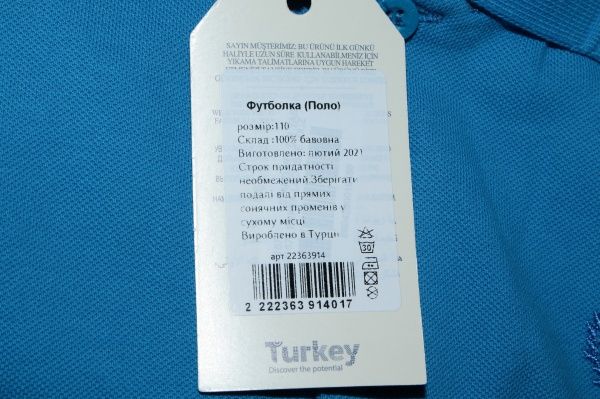 SAYIN MÜŞTERİMİZ; BU ÜRÜNÜ İLK GÜNKÜ
HALİYLE UZUN SÜRE KULLANABİLMENİZ İÇİN
YIKAMA TALİMATLARINA UYGUN HAREKET
Футболка (Поло)
розмір:110
Склад :100% бавовна
Виготовлено: лютий 2021
Строк придатності
необмежений.Зберігати
подалі від прямих
сонячних променів у
сухому місці
Вироблено в Турції
30
арт 22363914
2 222363 914017
Turkey
Discover the potential